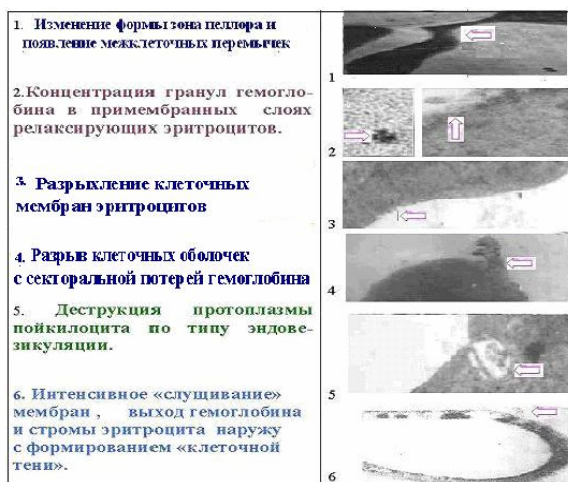 1. Изменение формы зона пеллора и
появление межклеточных перемычек
2.Концентрация гранул гемогло-
бина в примембранных слоях
релаксирующих эритроцитов.
3. Разрыхление клеточных
мембран эритроцитов
4. Разрыв клеточных оболочек
с секторальной потерей гемоглобина
5. Деструкция протоплазмы
пойкилоцита по типу эндове-
зикуляции.
6. Интенсивное «слущивание»
мембран , выход гемоглобина
и стромы эритроцита наружу
с формированием «клеточной
тени».
1
2
3
4
5
6